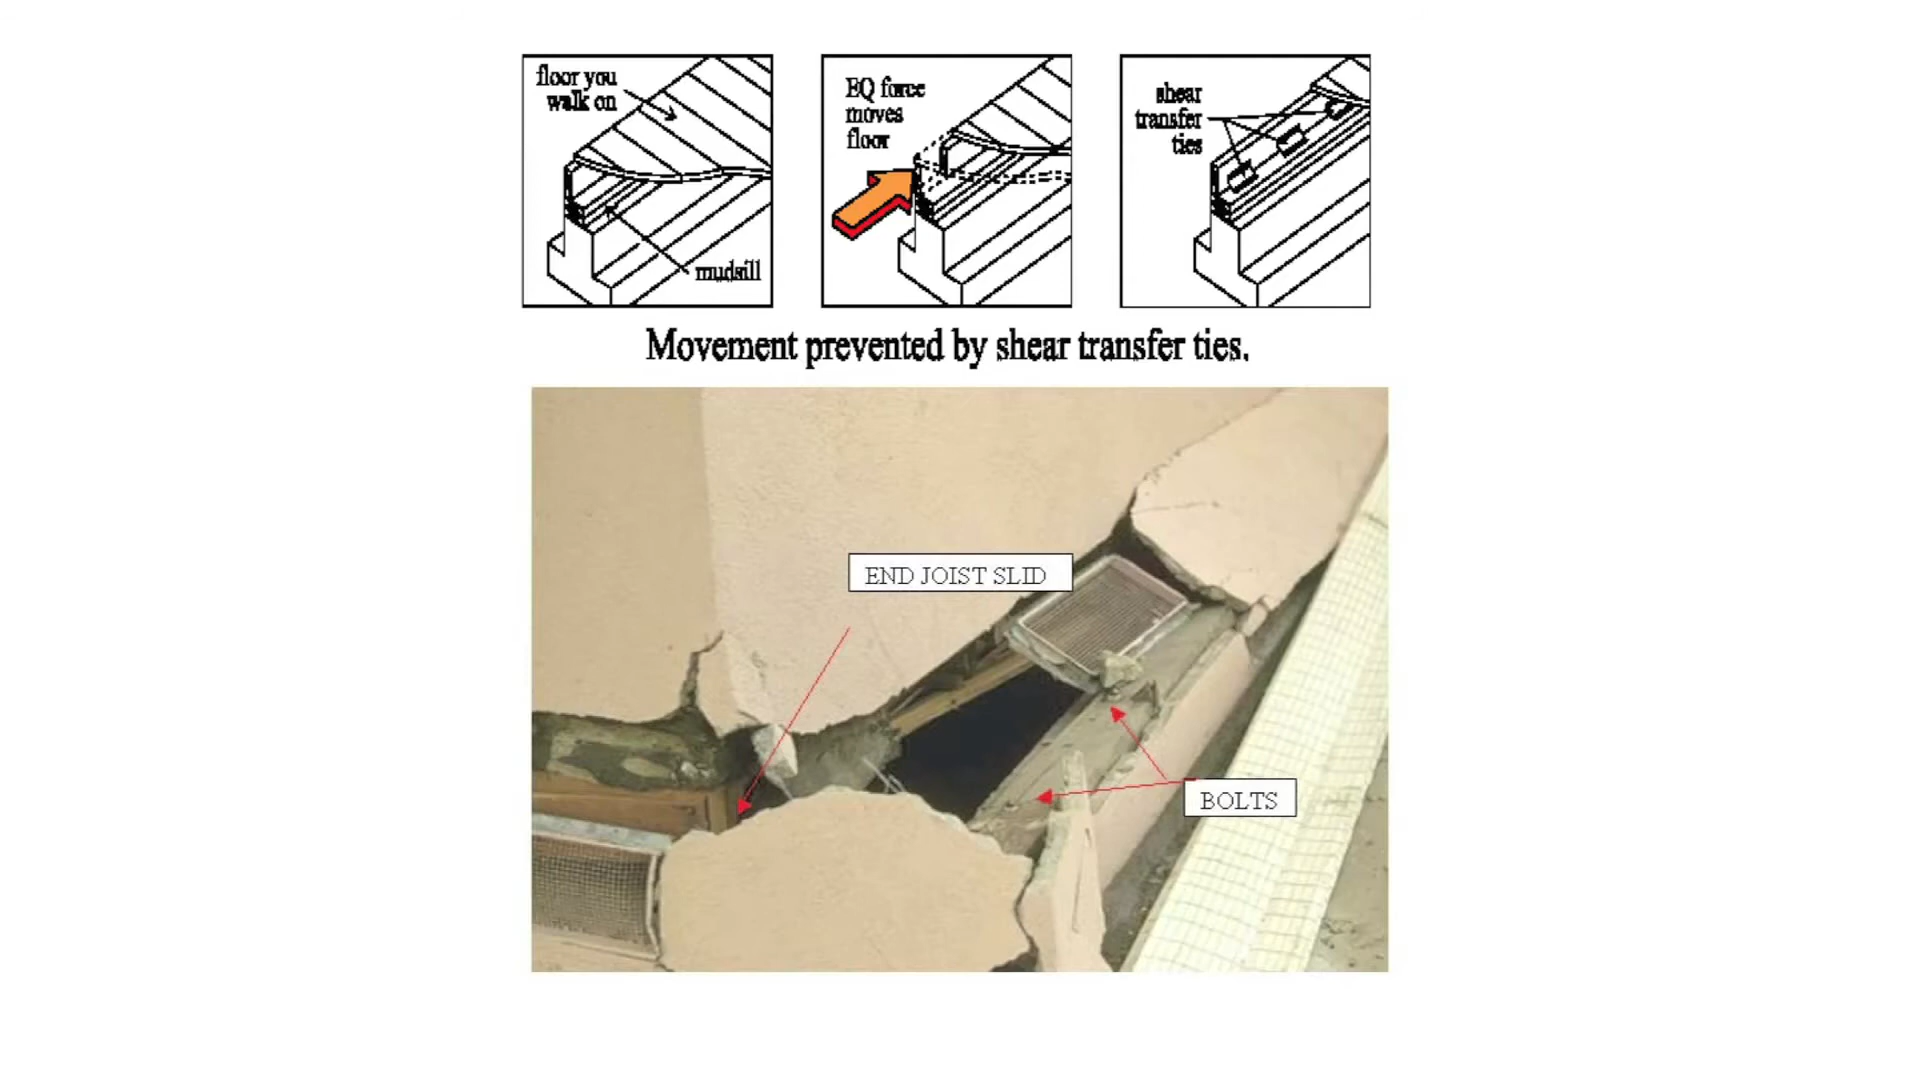 floor you
walk on
mudsill
EQ force
moves
floor
shear
transfer
ties
Movement prevented by shear transfer ties.
END JOIST SLID
BOLTS